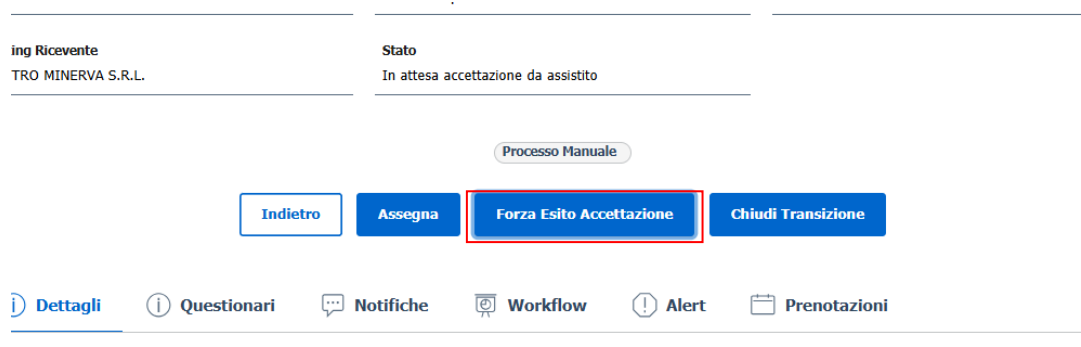 ing Ricevente
Stato
TRO MINERVA S.R.L.
In attesa accettazione da assistito
Processo Manuale
Indietro
Assegna
Forza Esito Accettazione
Chiudi Transizione
Dettagli
Questionari
Notifiche
Workflow
Alert
Prenotazioni